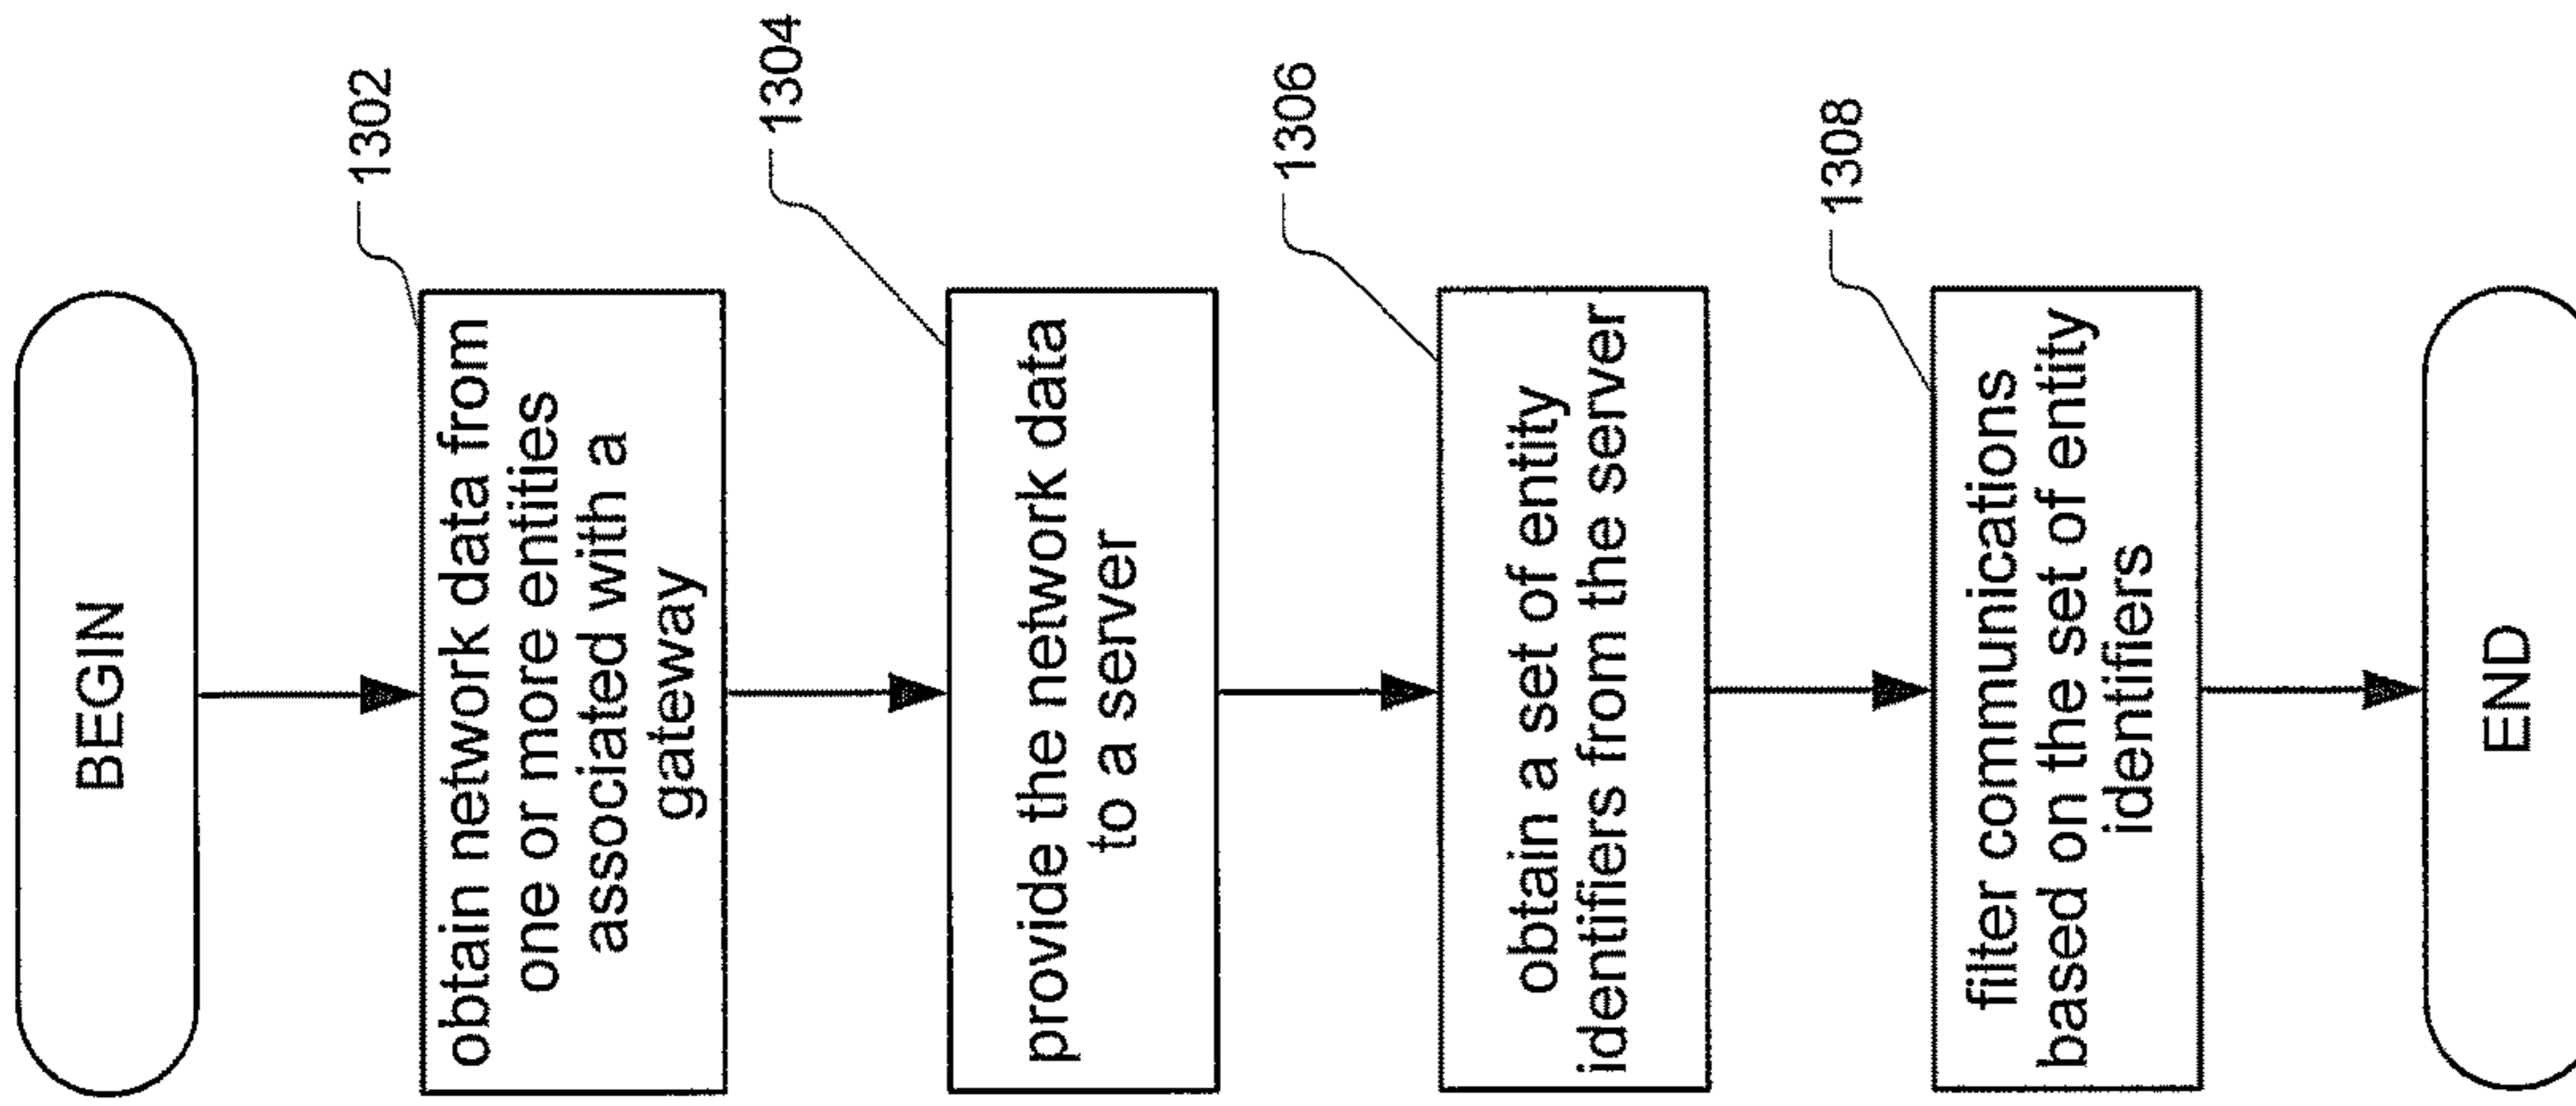 BEGIN
1302
obtain network data from
one or more entities
associated with a
gateway
1304
provide the network data
to a server
1306
obtain a set of entity
identifiers from the server
1308
filter communications
based on the set of entity
identifiers
END